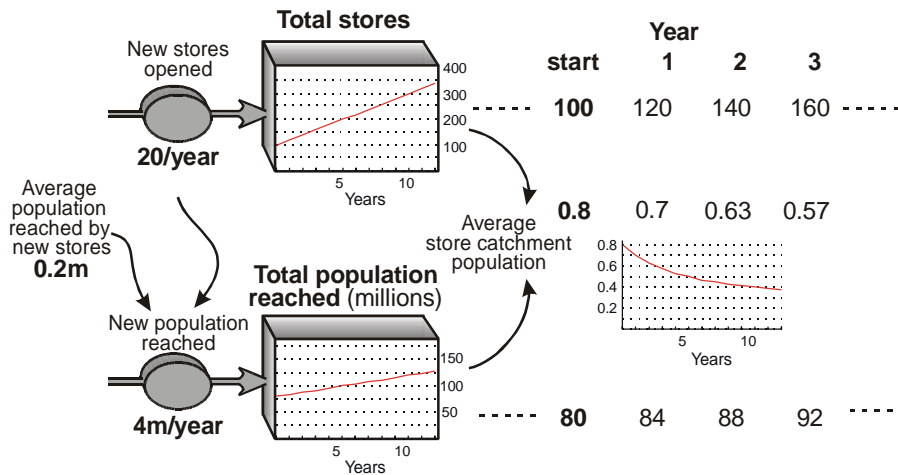 Total stores
New stores
opened
20/year
400
300
200
100
5 10
Years
Year
start 1 2 3
100 120 140 160
Average
population
reached by
new stores
0.2m
Average
store catchment
population
0.8 0.7 0.63 0.57
0.8
0.6
0.4
0.2
5 10
Years
Total population
reached (millions)
New population
reached
4m/year
150
100
50
5 10
Years
80 84 88 92